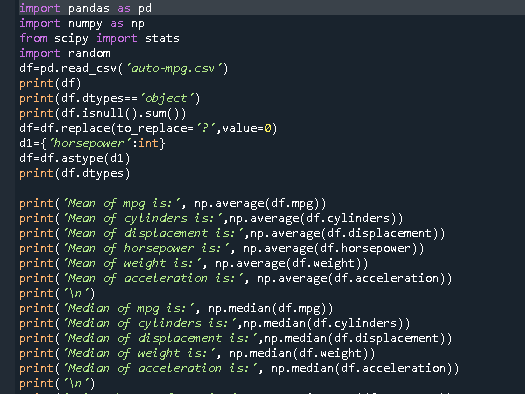 import pandas as pd
import numpy as np
from scipy import stats
import random
df=pd.read_csv('auto-mpg.csv')
print(df)
print(df.dtypes=='object')
print(df.isnull().sum())
df=df.replace(to_replace='?',value=0)
d1={'horsepower':int}
df=df.astype(d1)
print(df.dtypes)
print('Mean of mpg is:', np.average(df.mpg))
print('Mean of cylinders is:',np.average(df.cylinders))
print('Mean of displacement is:',np.average(df.displacement))
print('Mean of horsepower is:', np.average(df.horsepower))
print('Mean of weight is:', np.average(df.weight))
print('Mean of acceleration is:', np.average(df.acceleration))
print('\n')
print('Median of mpg is:', np.median(df.mpg))
print('Median of cylinders is:',np.median(df.cylinders))
print('Median of displacement is:',np.median(df.displacement))
print('Median of weight is:', np.median(df.weight))
print('Median of acceleration is:', np.median(df.acceleration))
print('\n')